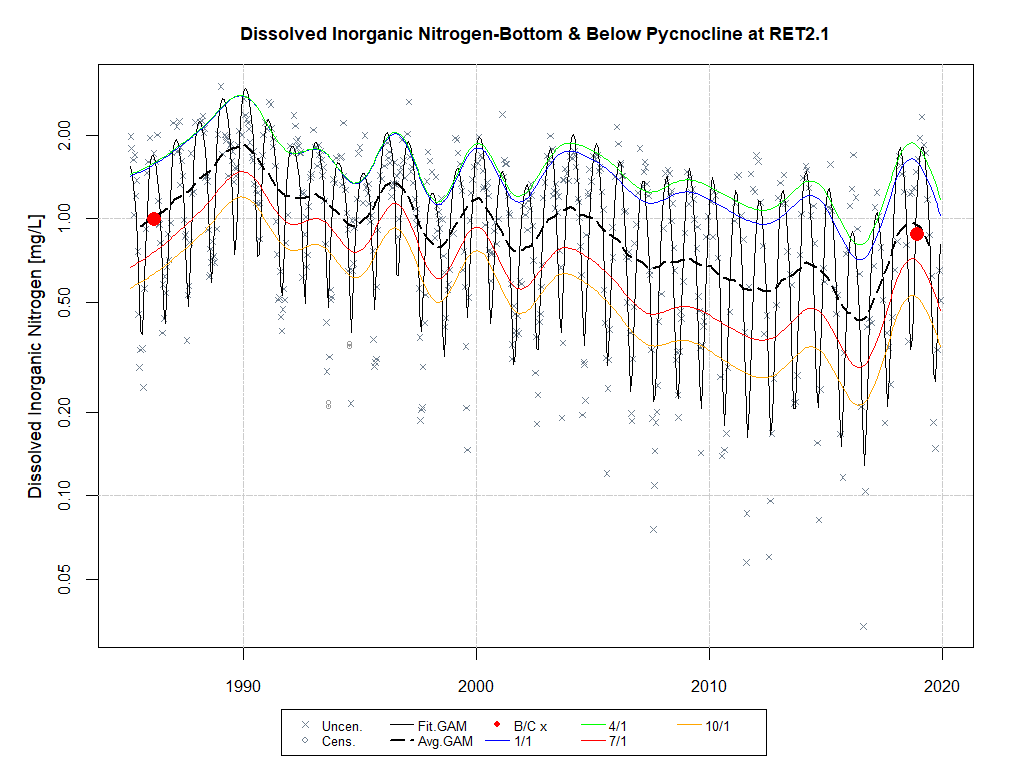 Dissolved Inorganic Nitrogen-Bottom & Below Pycnocline at RET2.1
Dissolved Inorganic Nitrogen [mg/L]
2.00
1.00
0.50
0.20
0.10
0.05
1990 2000 2010 2020
Uncen. Fit.GAM B/C x 4/1 10/1
Cens. Avg.GAM 1/1 7/1